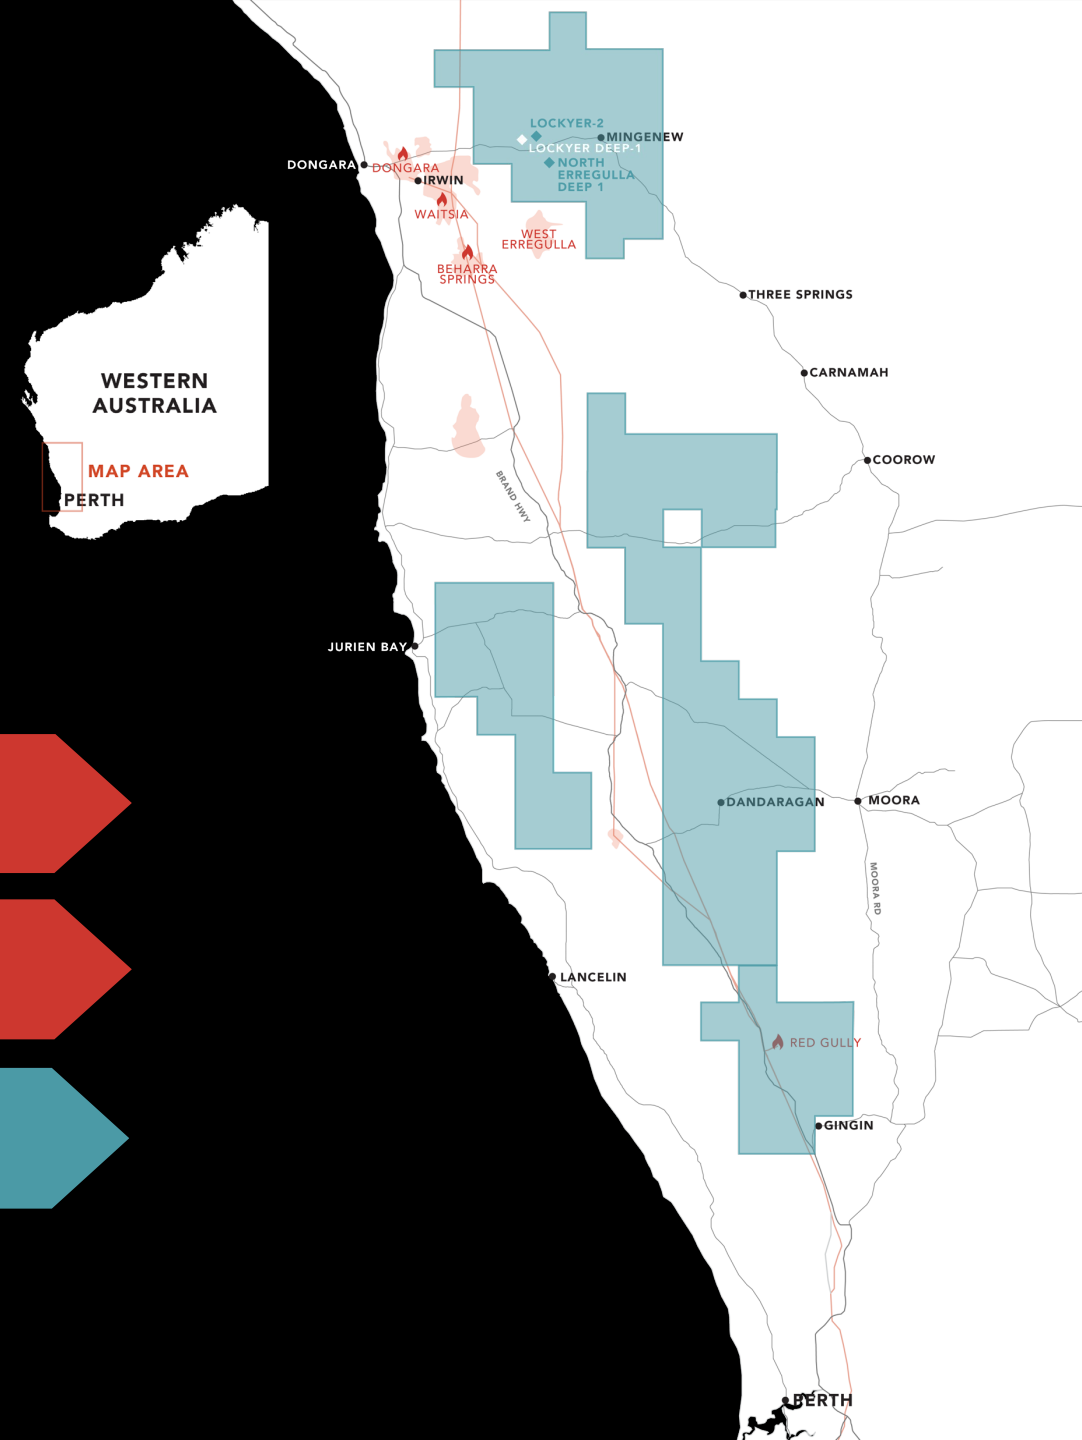 LOCKYER-2
MINGENEW
LOCKYER DEEP-1
DONGARA
DONGARA
NORTH
ERREGULLA
DEEP 1
IRWIN
WAITSIA
WEST
ERREGULLA
BEHARRA
SPRINGS
THREE SPRINGS
WESTERN
AUSTRALIA
CARNAMAH
COOROW
MAP AREA
PERTH
BRAND HWY
JURIEN BAY
DANDARAGAN
MOORA
MOORA RD
LANCELIN
RED GULLY
GINGIN
PERTH